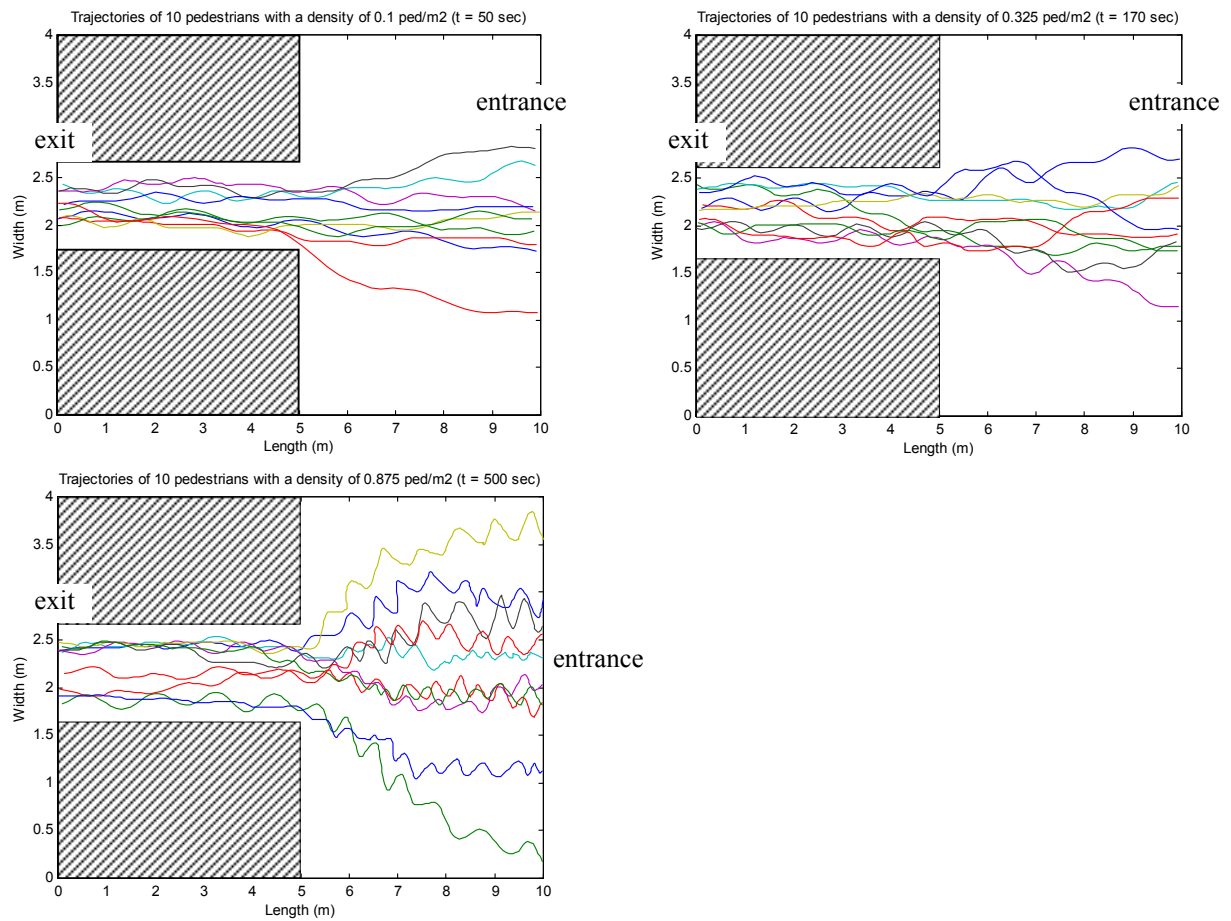 Trajectories of 10 pedestrians with a density of 0.1 ped/m2 (t = 50 sec)
4
3.5
3
2.5
2
1.5
1
0.5
0
Width (m)
exit
entrance
0 1 2 3 4 5 6 7 8 9 10
Length (m)
Trajectories of 10 pedestrians with a density of 0.325 ped/m2 (t = 170 sec)
4
3.5
3
2.5
2
1.5
1
0.5
0
Width (m)
exit
entrance
0 1 2 3 4 5 6 7 8 9 10
Length (m)
Trajectories of 10 pedestrians with a density of 0.875 ped/m2 (t = 500 sec)
4
3.5
3
2.5
2
1.5
1
0.5
0
Width (m)
exit
entrance
0 1 2 3 4 5 6 7 8 9 10
Length (m)